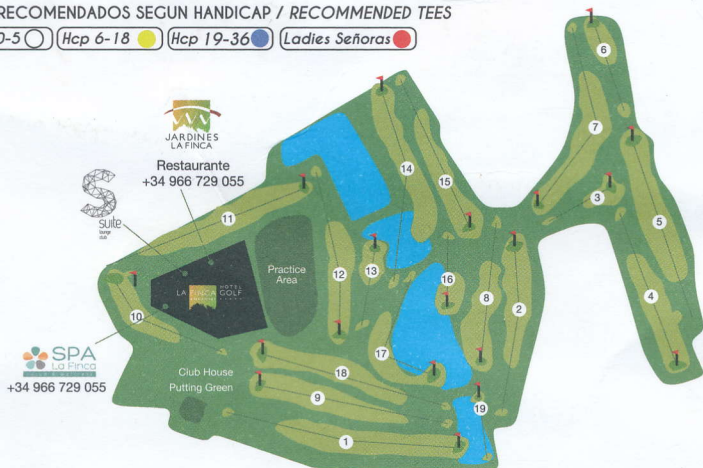 RECOMENDADOS SEGUN HANDICAP / RECOMMENDED TEES
0-5
Hcp 6-18
Hcp 19-36
Ladies Señoras
JARDINES
LA FINCA
Restaurante
+34 966 729 055
S
suite
lounge
club
SPA
La Finca
+34 966 729 055
LA FINCA
HOTEL
GOLF
Practice
Area
Club House
Putting Green
1
2
3
4
5
6
7
8
9
10
11
12
13
14
15
16
17
18
19